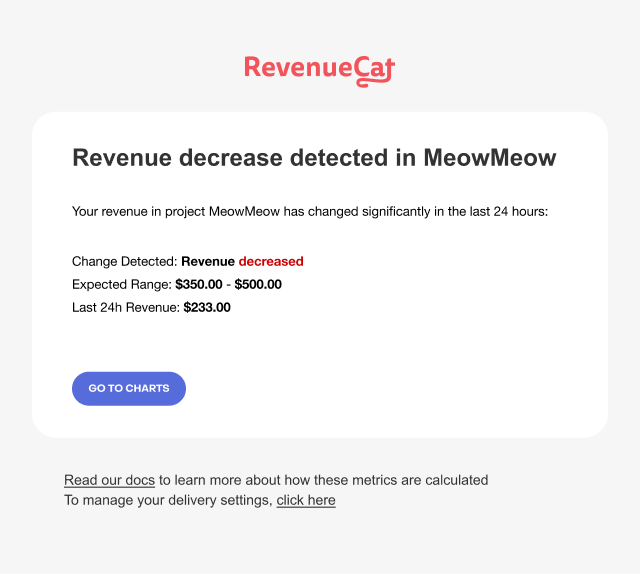 RevenueCat
Revenue decrease detected in MeowMeow
Your revenue in project MeowMeow has changed significantly in the last 24 hours:
Change Detected: Revenue decreased
Expected Range: $350.00 - $500.00
Last 24h Revenue: $233.00
GO TO CHARTS
Read our docs to learn more about how these metrics are calculated
To manage your delivery settings, click here